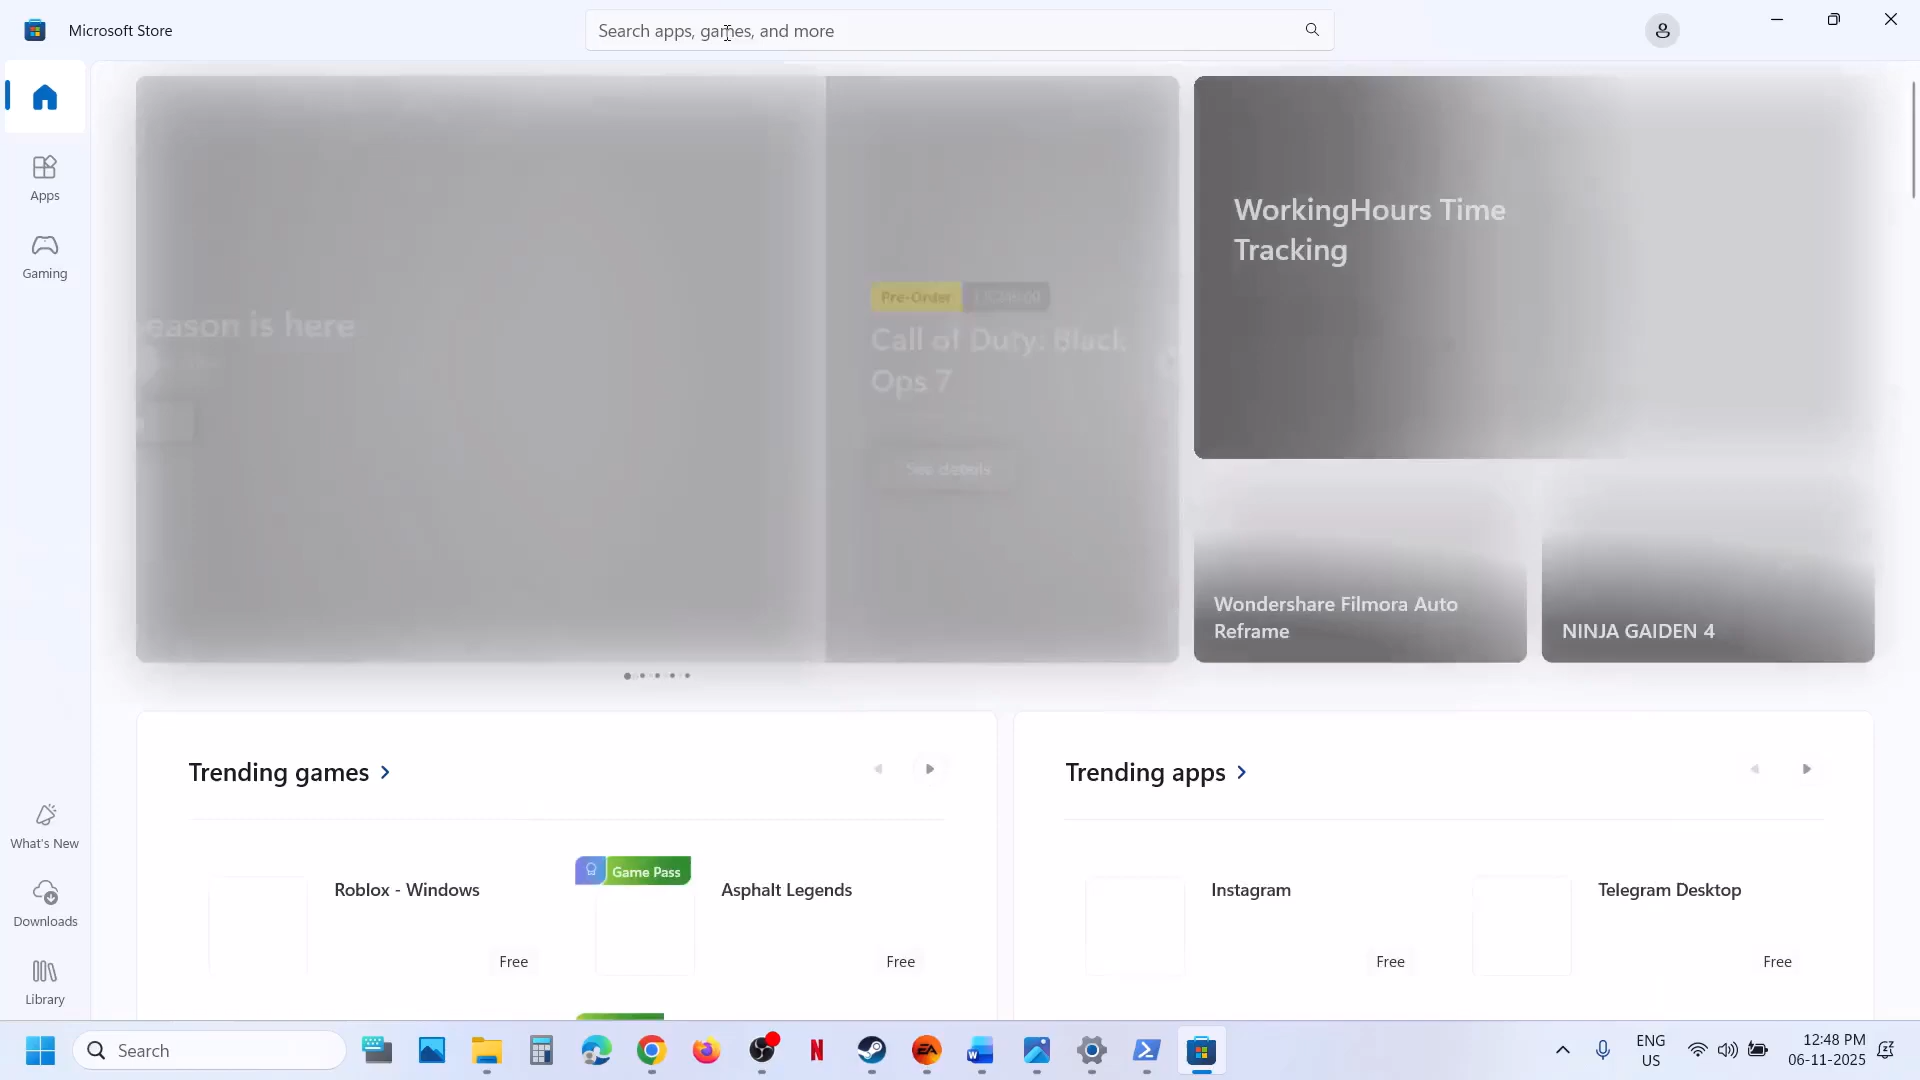 Microsoft Store
Search apps, games, and more
Apps
Gaming
What's New
Downloads
Library
eason is here
Pre-Order
Call of Duty: Black
Ops 7
See details
WorkingHours Time
Tracking
Wondershare Filmora Auto
Reframe
NINJA GAIDEN 4
Trending games
Game Pass
Roblox - Windows
Asphalt Legends
Free
Free
Trending apps
Instagram
Telegram Desktop
Free
Free
Search
ENG
US
12:48 PM
06-11-2025